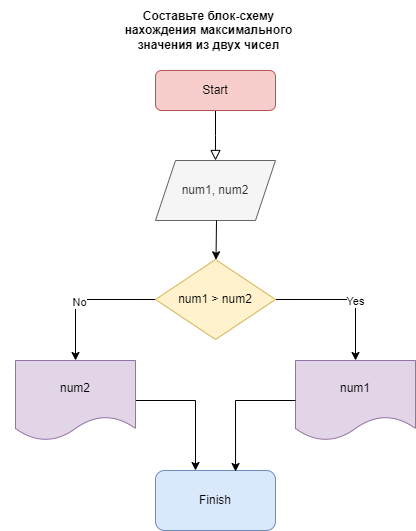 Составьте блок-схему
нахождения максимального
значения из двух чисел
Start
num1, num2
num1 > num2
No
Yes
num2
num1
Finish